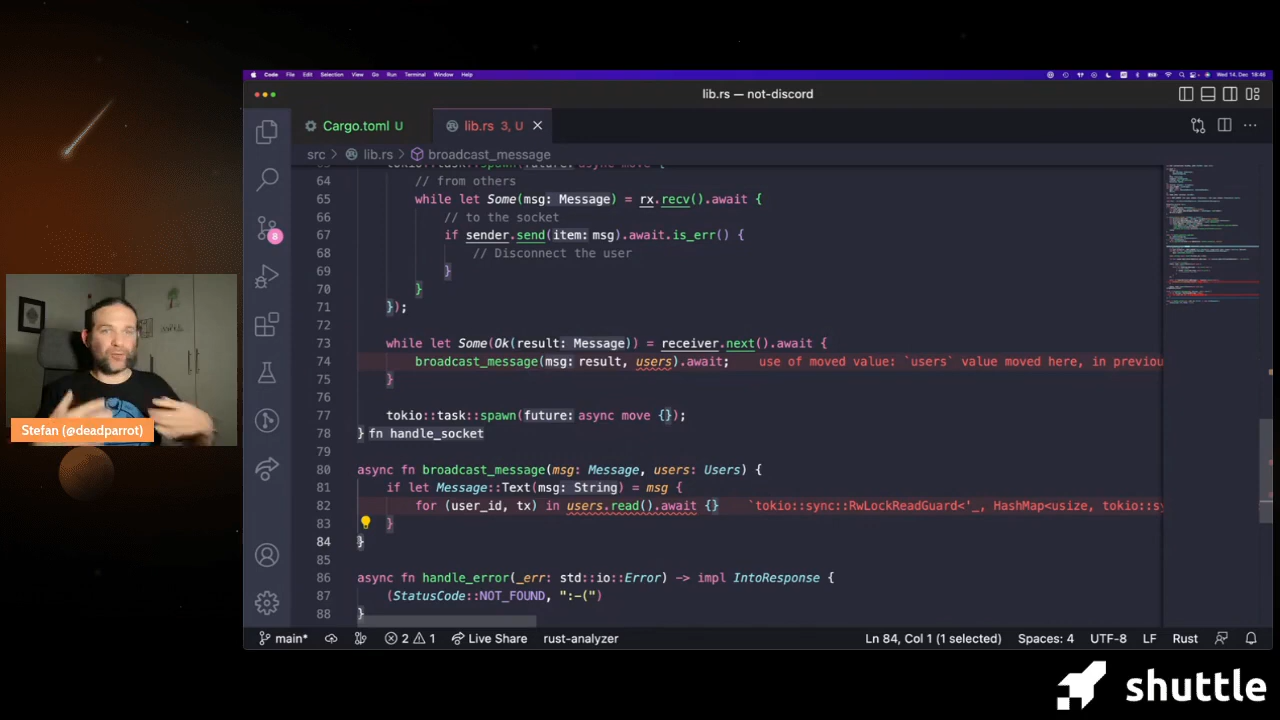 Code File Edit Selection View Go Run Terminal Window Help
Wed 14. Dec 18:48
lib.rs — not-discord
Cargo.toml U
lib.rs 3, U
src > lib.rs > broadcast_message
tokio::task::spawn(future: async move {
64 // from others
65 while let Some(msg: Message) = rx.recv().await {
66 // to the socket
67 if sender.send(item: msg).await.is_err() {
68 // Disconnect the user
69 }
70 }
71 });
72
73 while let Some(Ok(result: Message)) = receiver.next().await {
74 broadcast_message(msg: result, users).await; use of moved value: `users` value moved here, in previou
75 }
76
77 tokio::task::spawn(future: async move {});
78 } fn handle_socket
79
80 async fn broadcast_message(msg: Message, users: Users) {
81 if let Message::Text(msg: String) = msg {
82 for (user_id, tx) in users.read().await {} `tokio::sync::RwLockReadGuard<'_, HashMap<usize, tokio::sy
83 }
84 }
85
86 async fn handle_error(_err: std::io::Error) -> impl IntoResponse {
87 (StatusCode::NOT_FOUND, ":-(")
88 }
8
main*
2
1
Live Share
rust-analyzer
Ln 84, Col 1 (1 selected)
Spaces: 4
UTF-8
LF
Rust
Stefan (@deadparrot)
shuttle